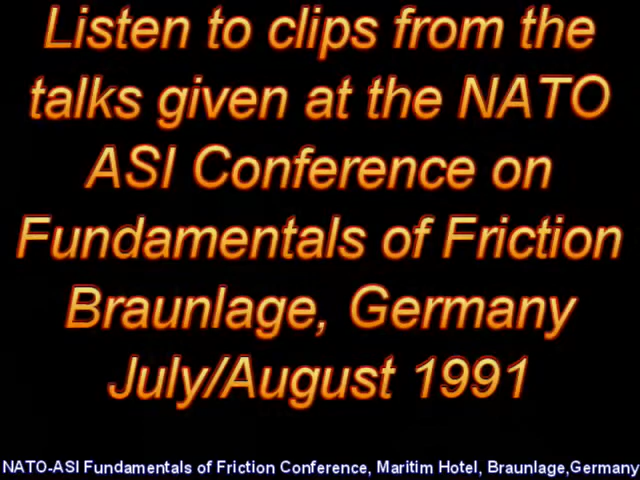 Listen to clips from the
talks given at the NATO
ASI Conference on
Fundamentals of Friction
Braunlage, Germany
July/August 1991
NATO-ASI Fundamentals of Friction Conference, Maritim Hotel, Braunlage,Germany